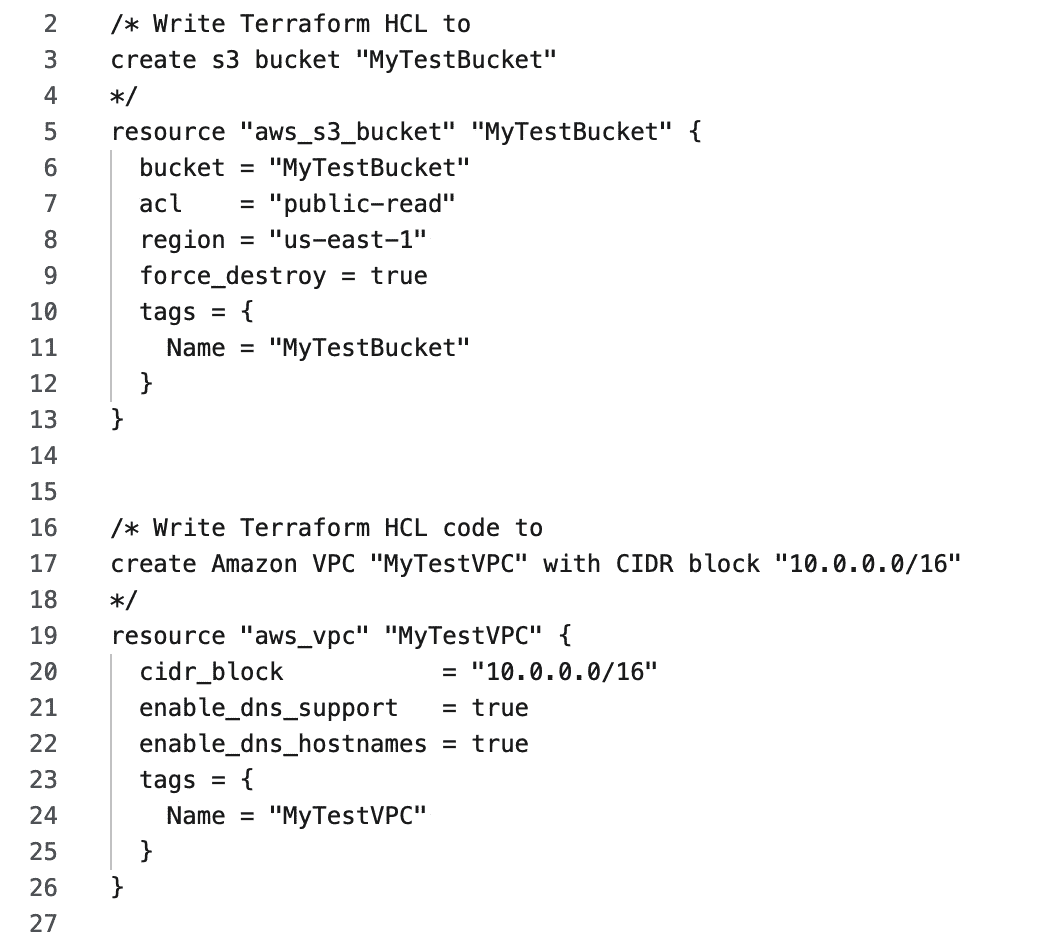 2 /* Write Terraform HCL to
3 create s3 bucket "MyTestBucket"
4 */
5 resource "aws_s3_bucket" "MyTestBucket" {
6   bucket = "MyTestBucket"
7   acl    = "public-read"
8   region = "us-east-1"
9   force_destroy = true
10   tags = {
11     Name = "MyTestBucket"
12   }
13 }
14
15
16 /* Write Terraform HCL code to
17 create Amazon VPC "MyTestVPC" with CIDR block "10.0.0.0/16"
18 */
19 resource "aws_vpc" "MyTestVPC" {
20   cidr_block           = "10.0.0.0/16"
21   enable_dns_support   = true
22   enable_dns_hostnames = true
23   tags = {
24     Name = "MyTestVPC"
25   }
26 }
27